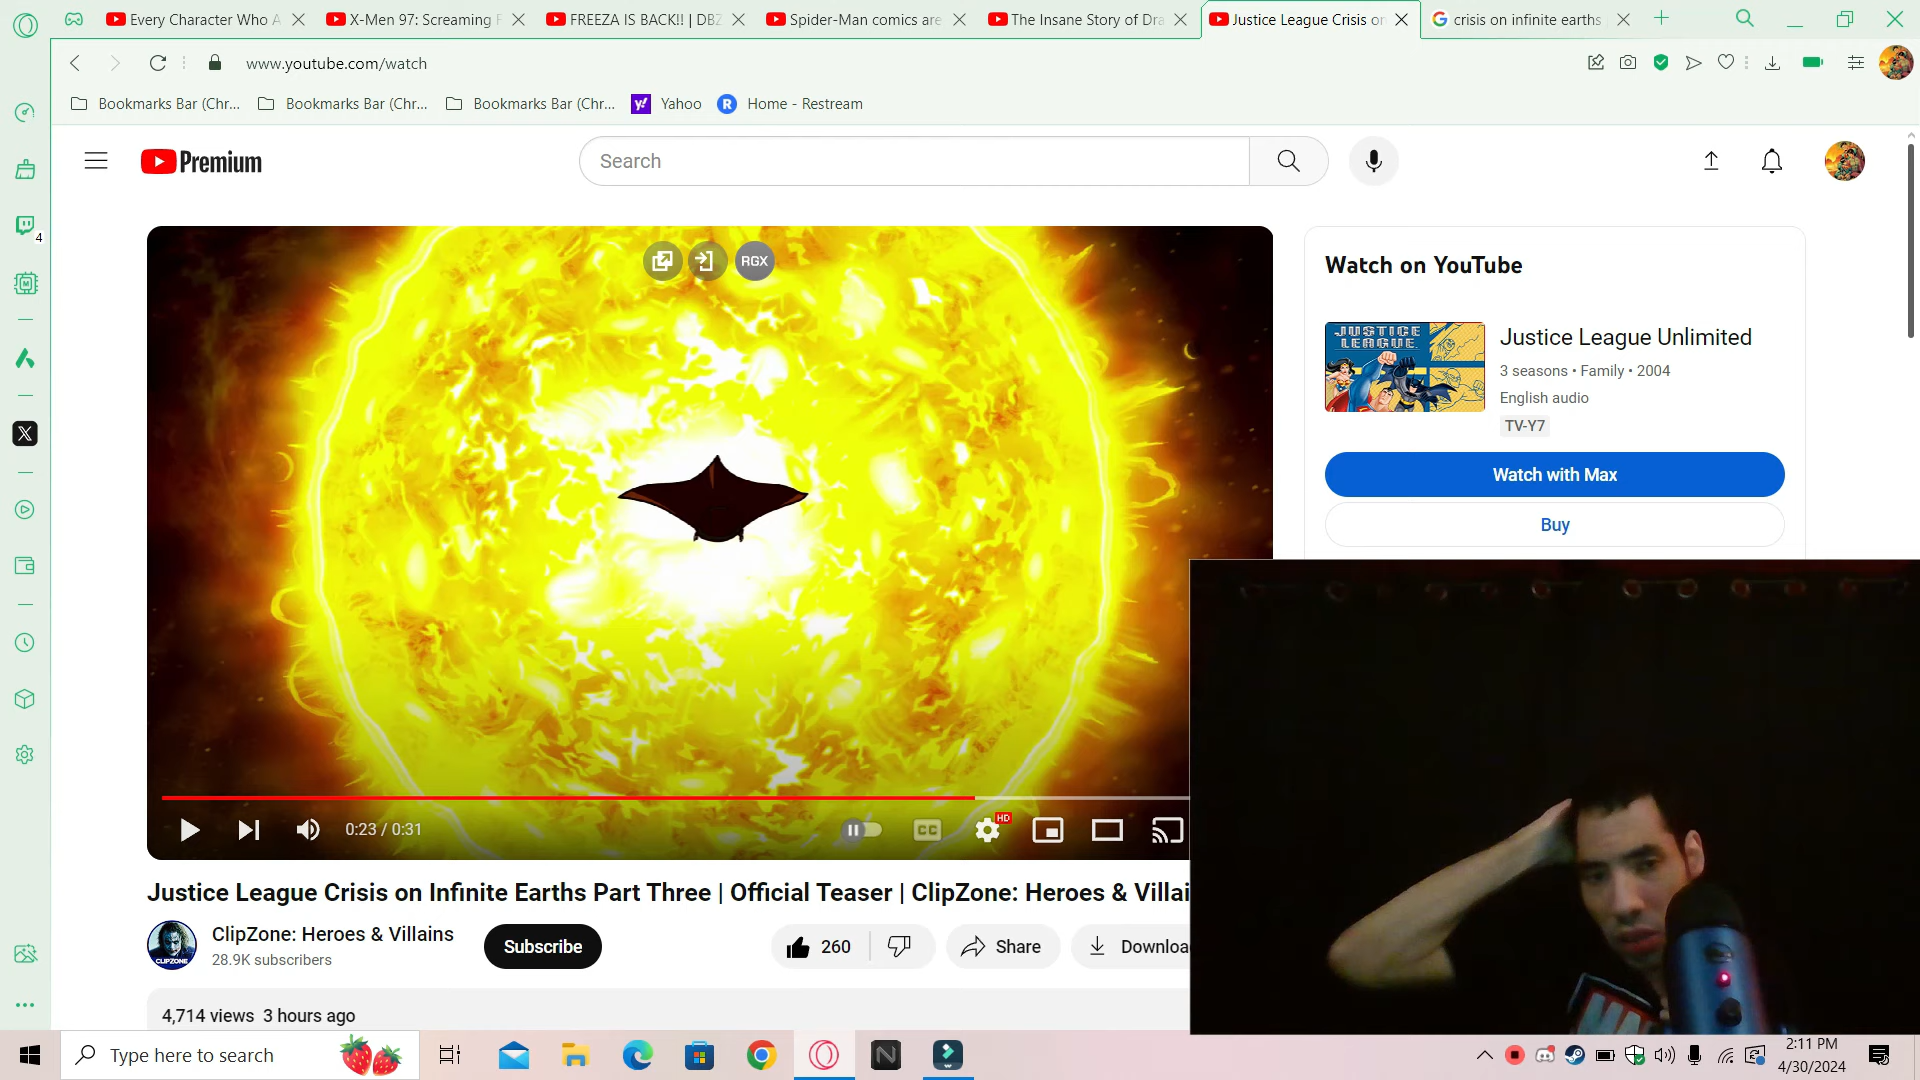 Every Character Who A
X-Men 97: Screaming F
FREEZA IS BACK!! | DBZ
Spider-Man comics are
The Insane Story of Dra
Justice League Crisis on
crisis on infinite earths
www.youtube.com/watch
Bookmarks Bar (Chr...
Bookmarks Bar (Chr...
Bookmarks Bar (Chr...
Yahoo
R
Home - Restream
4
Premium
Search
RGX
Watch on YouTube
JUSTICE
LEAGUE
Justice League Unlimited
3 seasons • Family • 2004
English audio
TV-Y7
Watch with Max
Buy
0:23 / 0:31
CC
HD
Justice League Crisis on Infinite Earths Part Three | Official Teaser | ClipZone: Heroes & Villai
CLIPZONE
ClipZone: Heroes & Villains
28.9K subscribers
Subscribe
260
Share
Downloa
4,714 views 3 hours ago
Type here to search
2:11 PM
4/30/2024